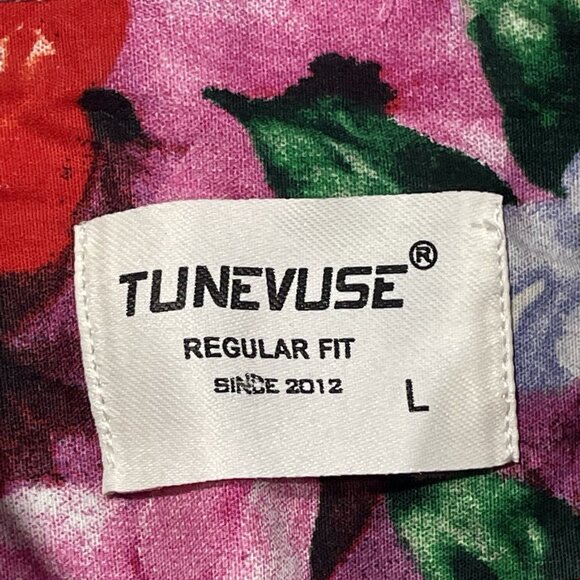 TUNEVUSE®
REGULAR FIT
SINCE 2012
L